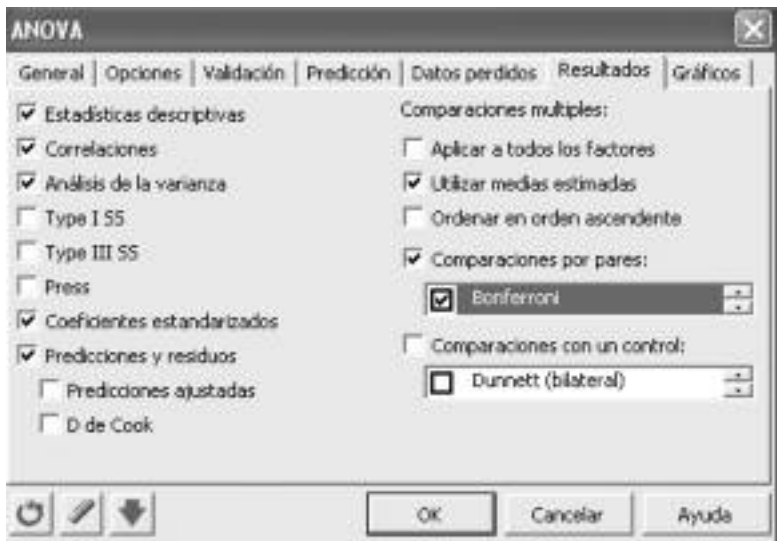 ANOVA
General | Opciones | Validación | Predicción | Datos perdidos | Resultados | Gráficos
Estadísticas descriptivas
Correlaciones
Análisis de la varianza
Type I SS
Type III SS
Press
Coeficientes estandarizados
Predicciones y residuos
Predicciones ajustadas
D de Cook
Comparaciones multiples:
Aplicar a todos los factores
Utilizar medias estimadas
Ordenar en orden ascendente
Comparaciones por pares:
Bonferroni
Comparaciones con un control:
Dunnett (bilateral)
OK Cancelar Ayuda